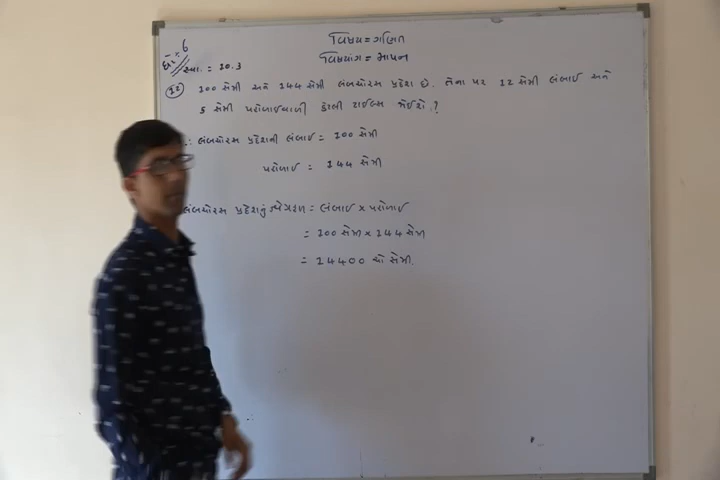 વિષય = ગણિત
ધો. 6
વિષયાંગ = માપન
સ્વા. = 10.3
100 સેમી અને 144 સેમી લંબચોરસ પ્રદેશ છે. તેના પર 12 સેમી લંબાઈ અને
5 સેમી પહોળાઈવાળી કેટલી ટાઈલ્સ જોઈશે.?
∴ લંબચોરસ પ્રદેશની લંબાઈ = 100 સેમી
પહોળાઈ = 144 સેમી
લંબચોરસ પ્રદેશનું ક્ષેત્રફળ = લંબાઈ x પહોળાઈ
= 100 સેમી x 144 સેમી
= 14400 ચો સેમી.